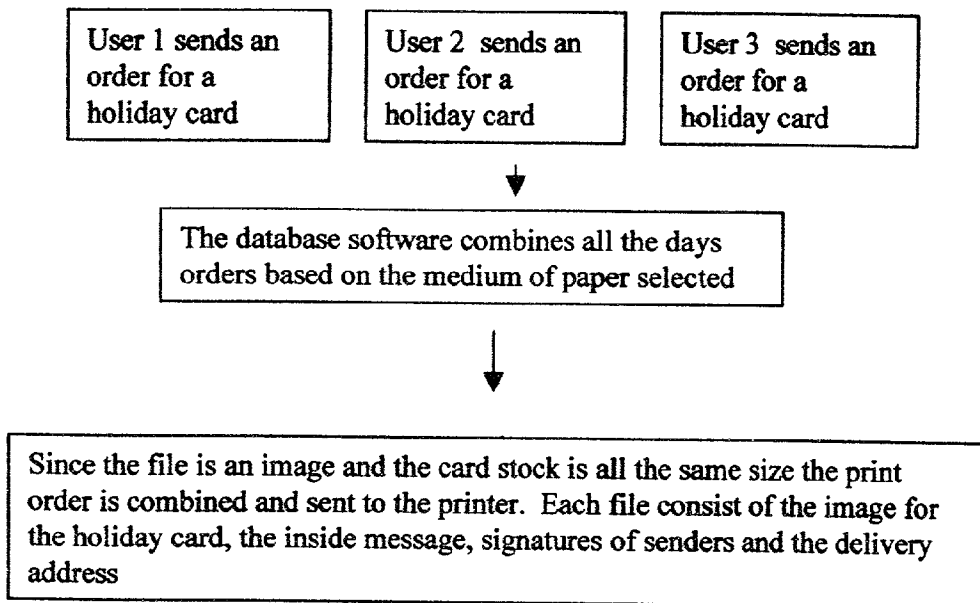 User 1 sends an
order for a
holiday card
User 2 sends an
order for a
holiday card
User 3 sends an
order for a
holiday card
The database software combines all the days
orders based on the medium of paper selected
Since the file is an image and the card stock is all the same size the print
order is combined and sent to the printer. Each file consist of the image for
the holiday card, the inside message, signatures of senders and the delivery
address